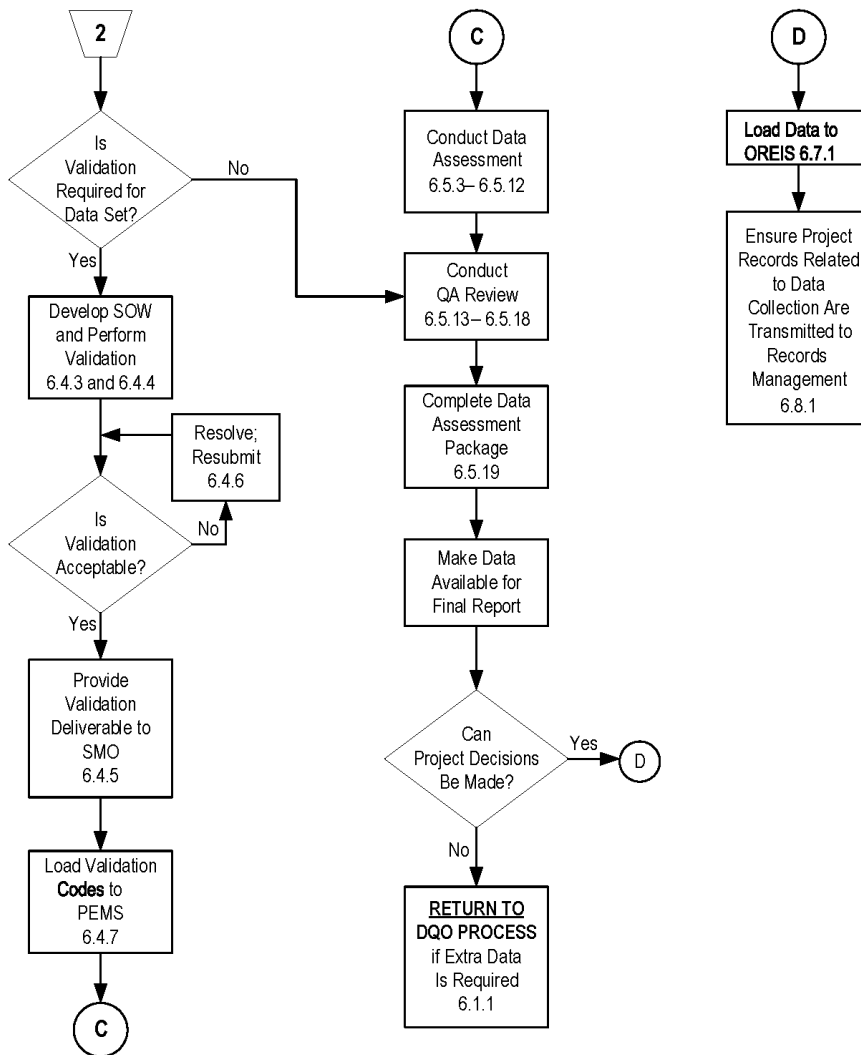 2
Is
Validation
Required for
Data Set?
No
Yes
Develop SOW
and Perform
Validation
6.4.3 and 6.4.4
Resolve;
Resubmit
6.4.6
No
Is
Validation
Acceptable?
Yes
Provide
Validation
Deliverable to
SMO
6.4.5
Load Validation
Codes to
PEMS
6.4.7
C
C
Conduct Data
Assessment
6.5.3– 6.5.12
Conduct
QA Review
6.5.13– 6.5.18
Complete Data
Assessment
Package
6.5.19
Make Data
Available for
Final Report
Can
Project Decisions
Be Made?
Yes
D
No
RETURN TO
DQO PROCESS
if Extra Data
Is Required
6.1.1
D
Load Data to
OREIS 6.7.1
Ensure Project
Records Related
to Data
Collection Are
Transmitted to
Records
Management
6.8.1